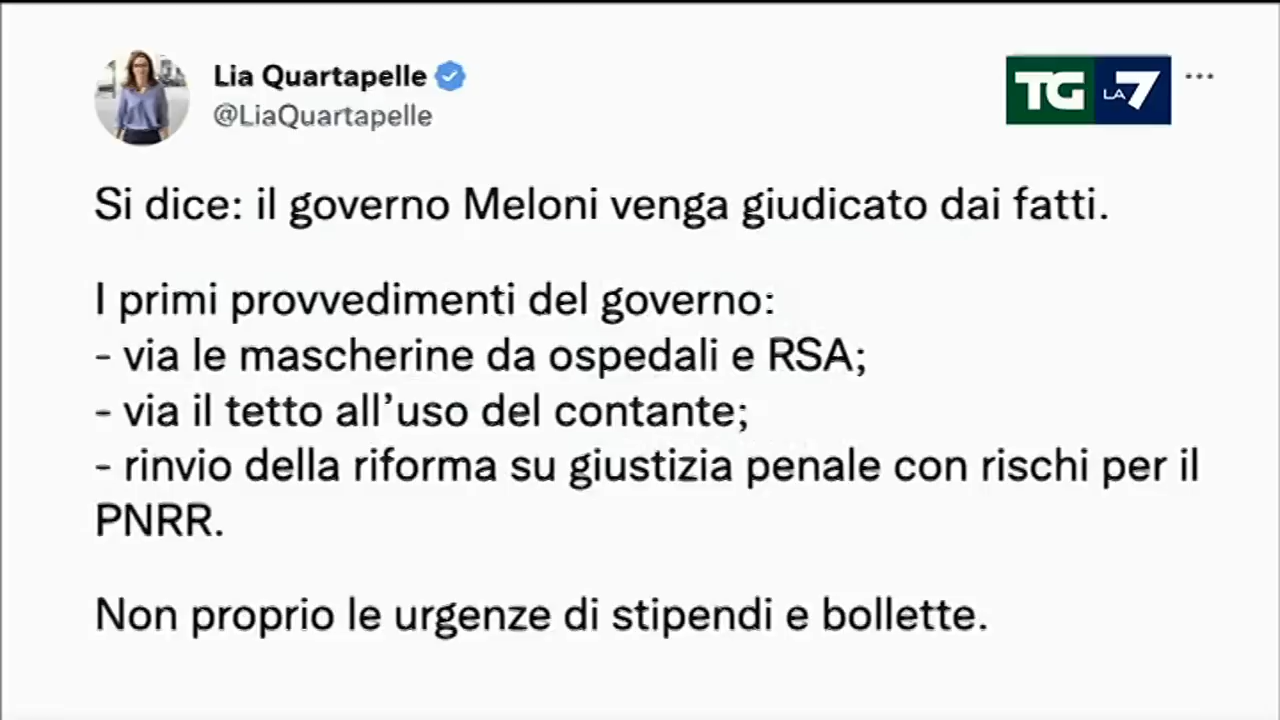 Lia Quartapelle
@LiaQuartapelle
TG LA7
Si dice: il governo Meloni venga giudicato dai fatti.
I primi provvedimenti del governo:
- via le mascherine da ospedali e RSA;
- via il tetto all’uso del contante;
- rinvio della riforma su giustizia penale con rischi per il
PNRR.
Non proprio le urgenze di stipendi e bollette.